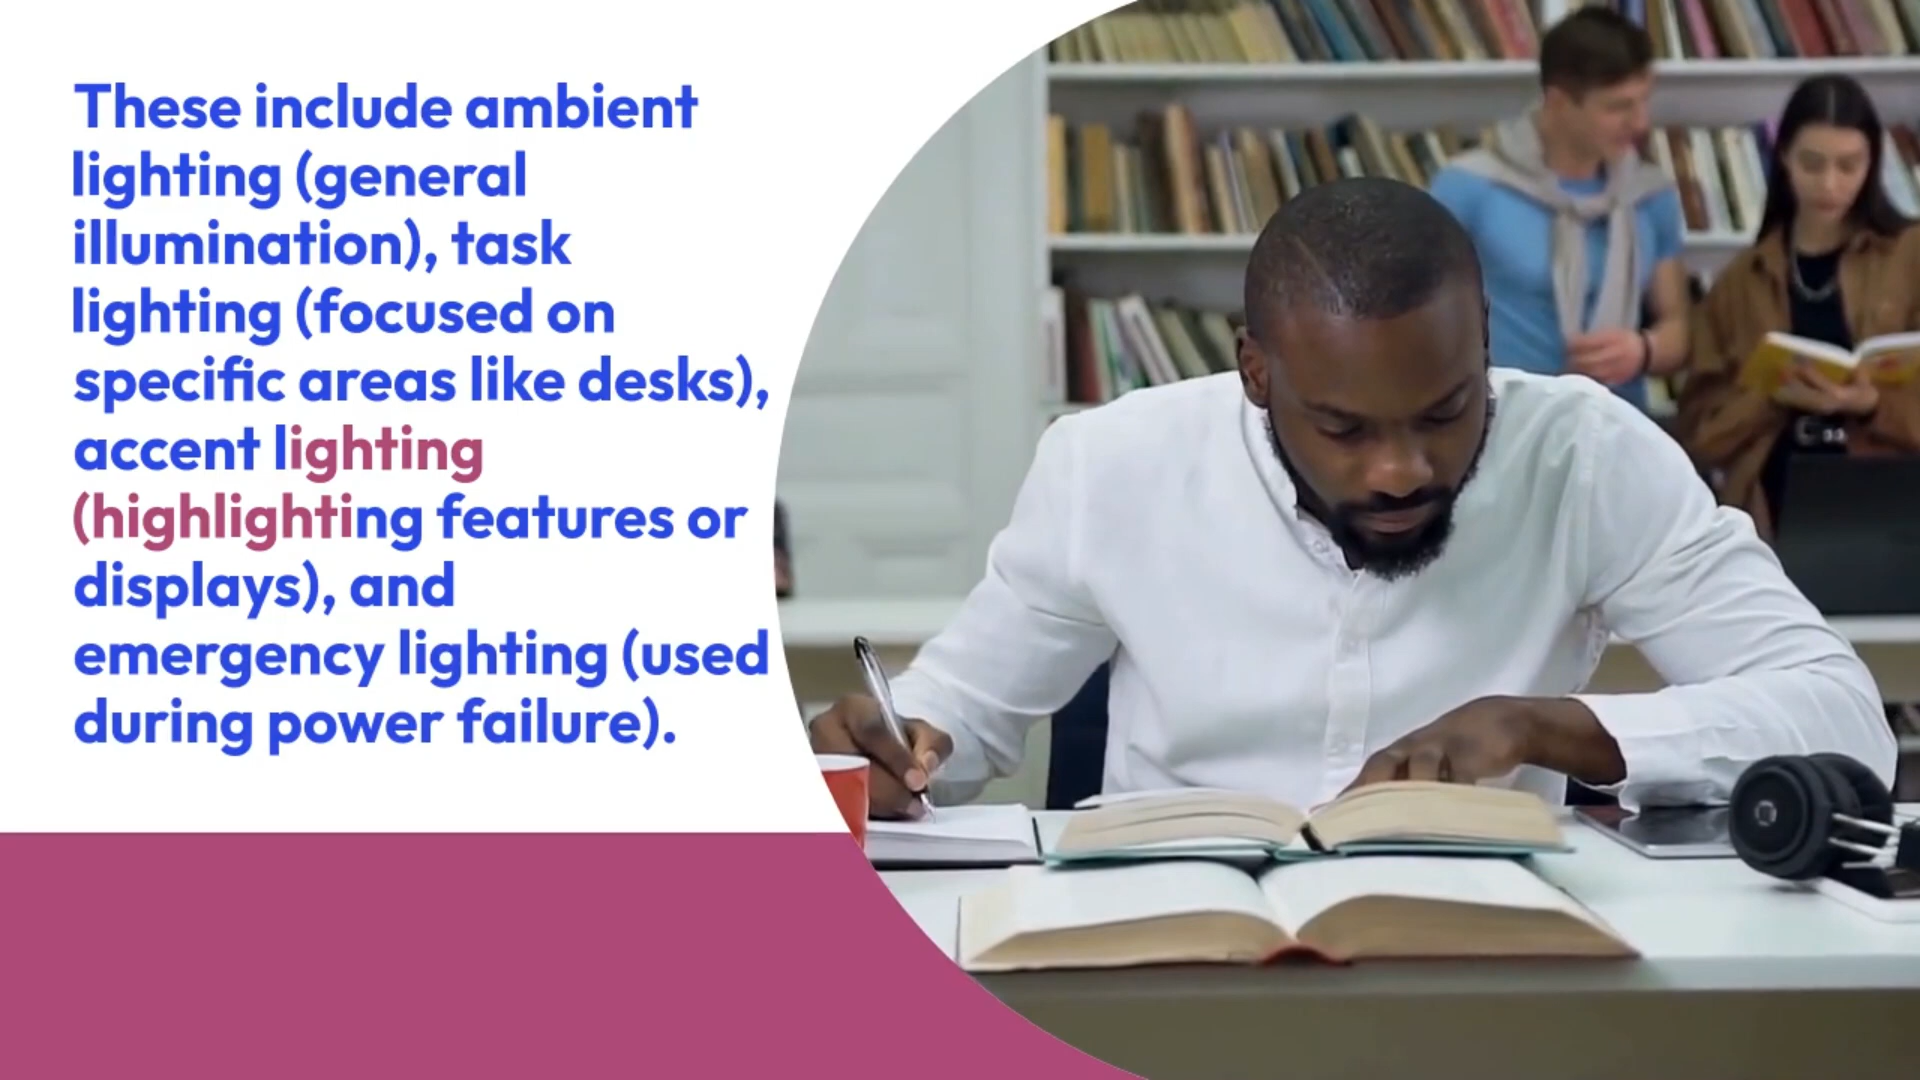 These include ambient
lighting (general
illumination), task
lighting (focused on
specific areas like desks),
accent lighting
(highlighting features or
displays), and
emergency lighting (used
during power failure).